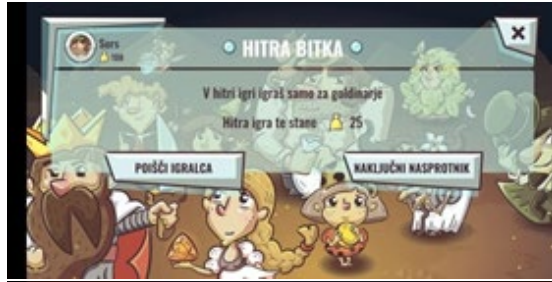 Sors
HITRA BITKA
V hitri igri igraš samo za goldinarje
Hitra igra te stane 25
POIŠČI IGRALCA
NAKLJUČNI NASPROTNIK